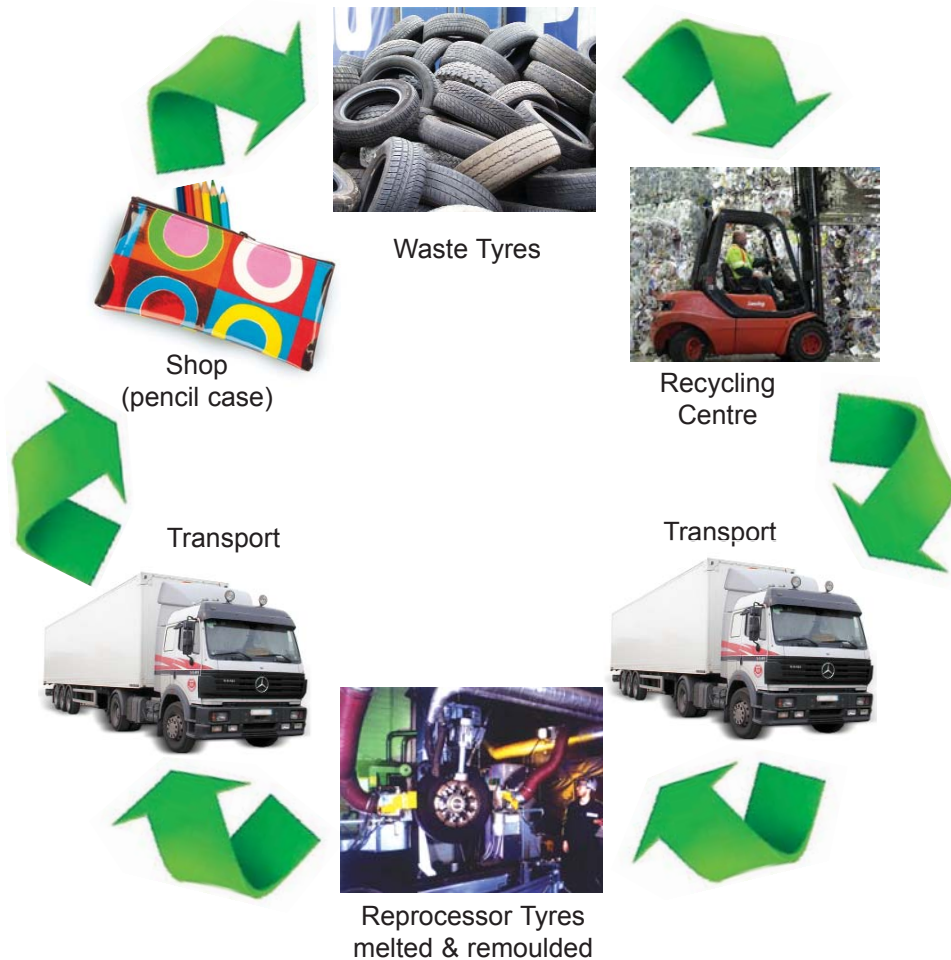 Waste Tyres
Recycling
Centre
Transport
Reprocessor Tyres
melted & remoulded
Transport
Shop
(pencil case)